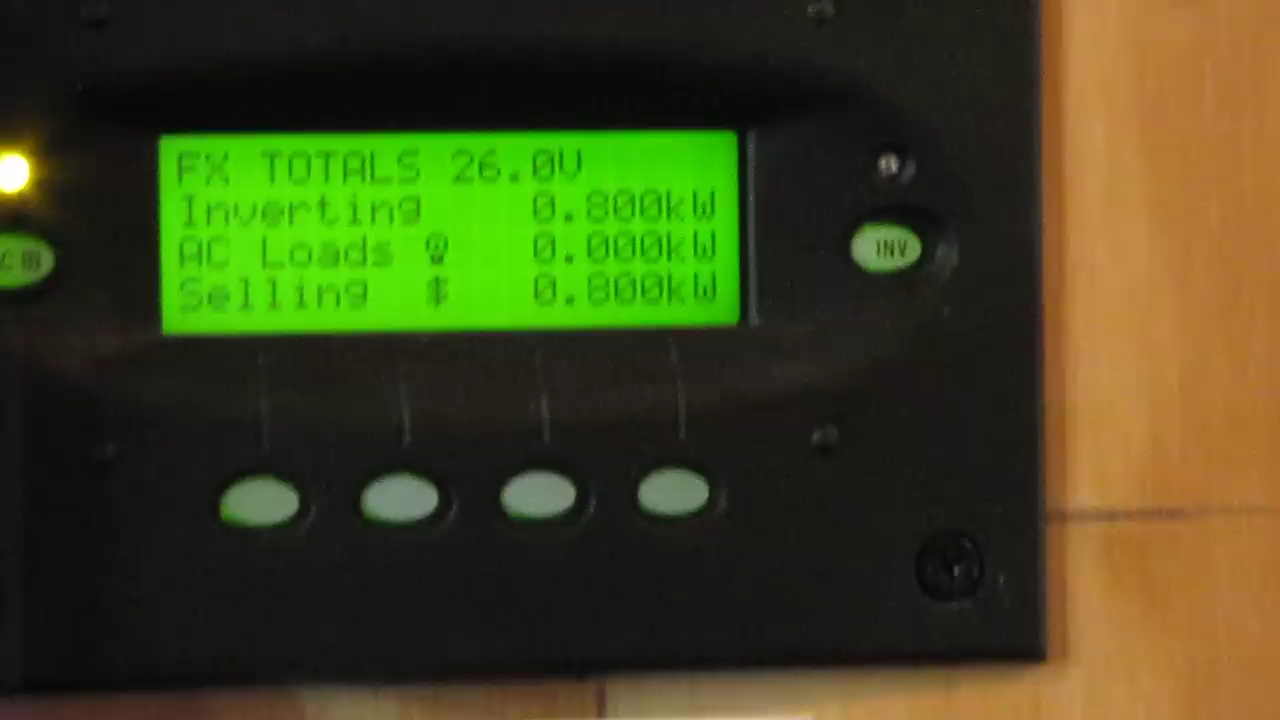 FX TOTALS 26.0V
Inverting 0.800kW
AC Loads 0.000kW
Selling $ 0.800kW
INV